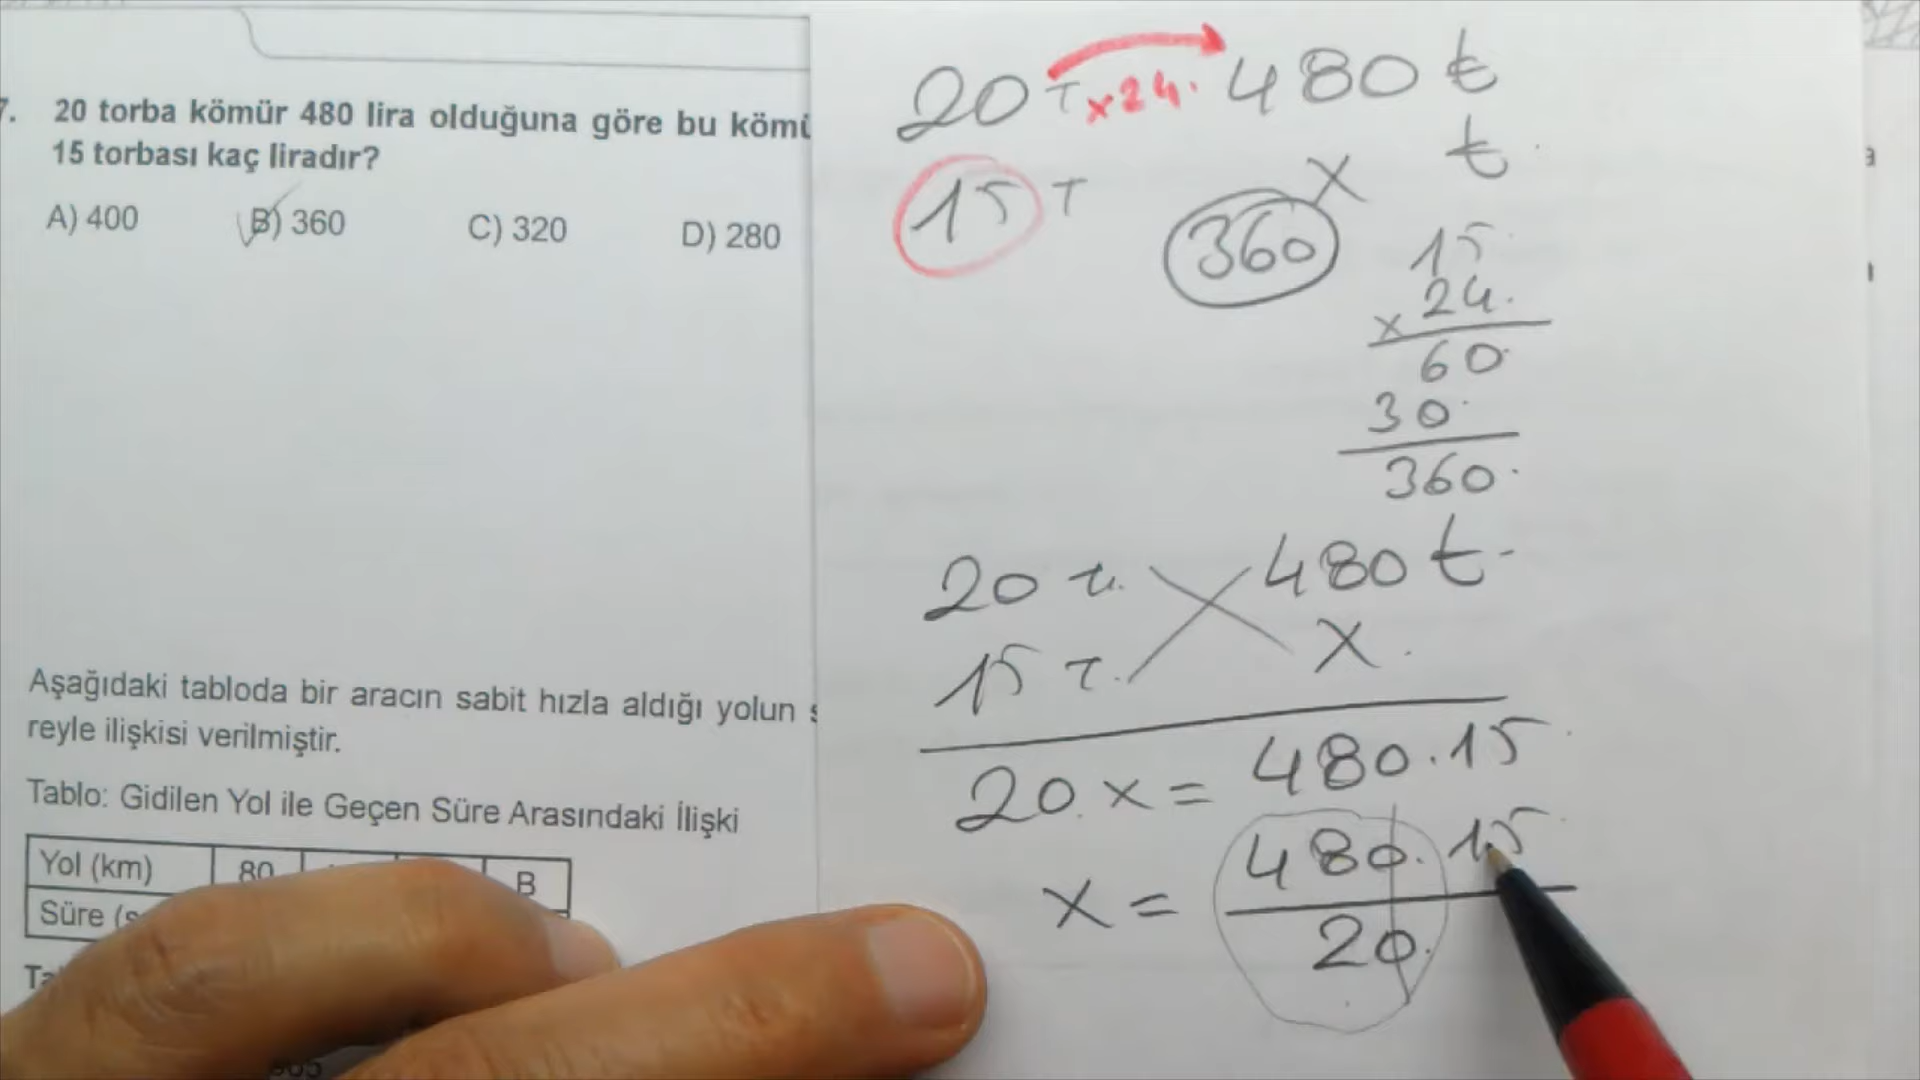 7. 20 torba kömür 480 lira olduğuna göre bu kömü
15 torbası kaç liradır?
A) 400 B) 360 C) 320 D) 280
Aşağıdaki tabloda bir aracın sabit hızla aldığı yolun s
reyle ilişkisi verilmiştir.
Tablo: Gidilen Yol ile Geçen Süre Arasındaki İlişki
Yol (km) 80 B
Süre (s
Ta
20 T x24. 480 ₺
15 T x ₺
360
15
x 24.
60
30.
360.
20 t. 480 ₺
15 T. x
20.x = 480.15
x = 480.15
20.